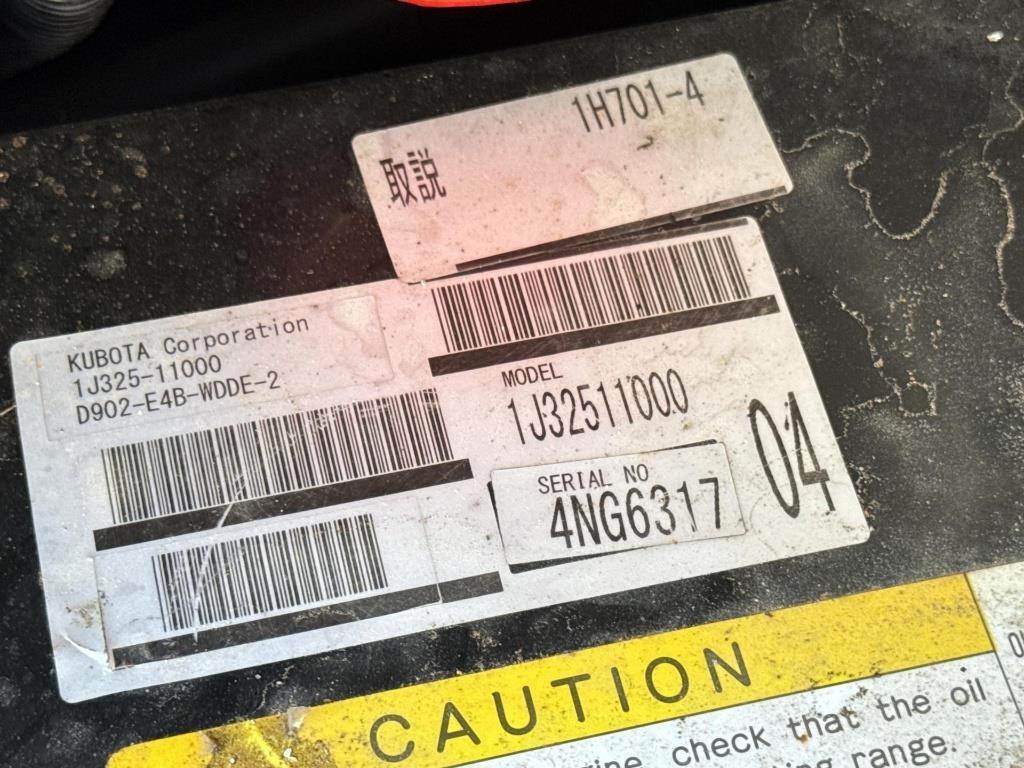 1H701-4
取説
KUBOTA Corporation
1J325-11000
D902-E4B-WDDE-2
MODEL
1J32511000
SERIAL NO
4NG6317
04
CAUTION
check that the oil
range.